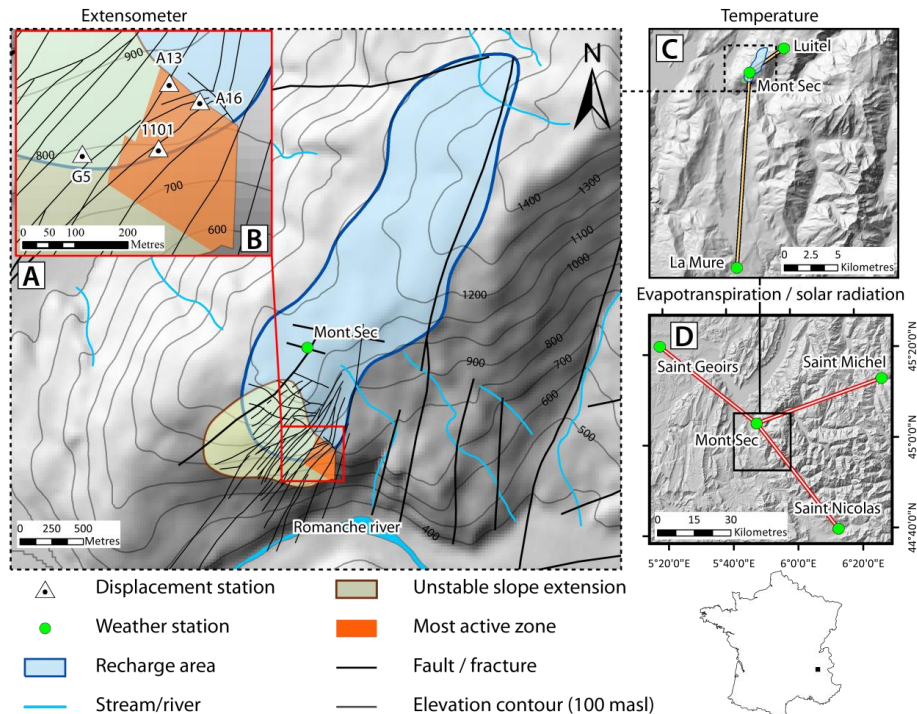 Extensometer
Temperature
A13
A16
1101
G5
900
800
700
600
0 50 100 200
Metres
B
A
N
1400
1300
1100
1000
1200
Mont Sec
800
700
900
600
500
400
0 250 500
Metres
Romanche river
C
Luitel
Mont Sec
La Mure
0 2.5 5
Kilometres
Evapotranspiration / solar radiation
D
Saint Geoirs
Saint Michel
Mont Sec
Saint Nicolas
0 15 30
Kilometres
45°20'0"N
45°0'0"N
44°40'0"N
5°20'0"E 5°40'0"E 6°0'0"E 6°20'0"E
Displacement station
Unstable slope extension
Weather station
Most active zone
Recharge area
Fault / fracture
Stream/river
Elevation contour (100 masl)